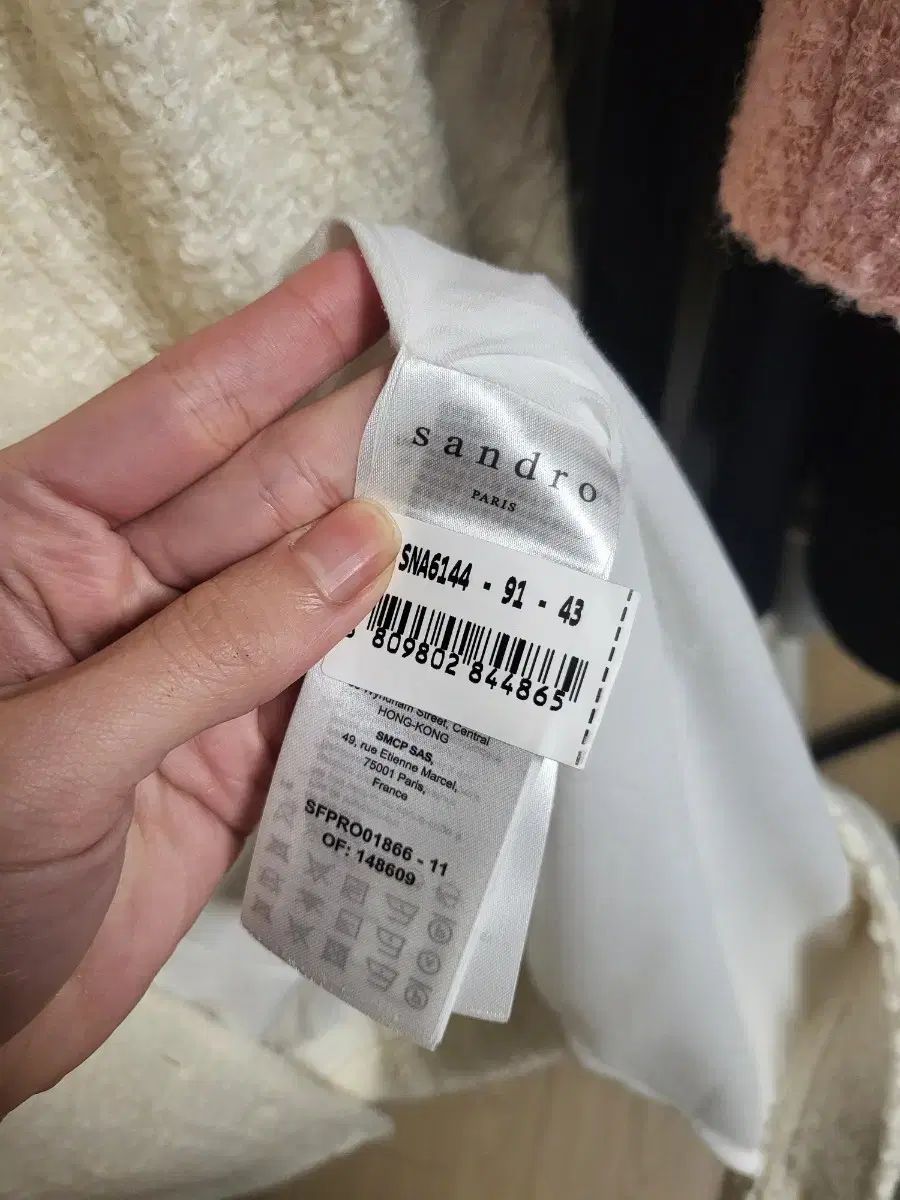 sandro
PARIS
SNA6144 - 91 - 43
809802 844865
Wyndham Street, Central
HONG-KONG
SMCP SAS,
49, rue Etienne Marcel,
75001 Paris,
France
SFPRO01866 - 11
OF: 148609